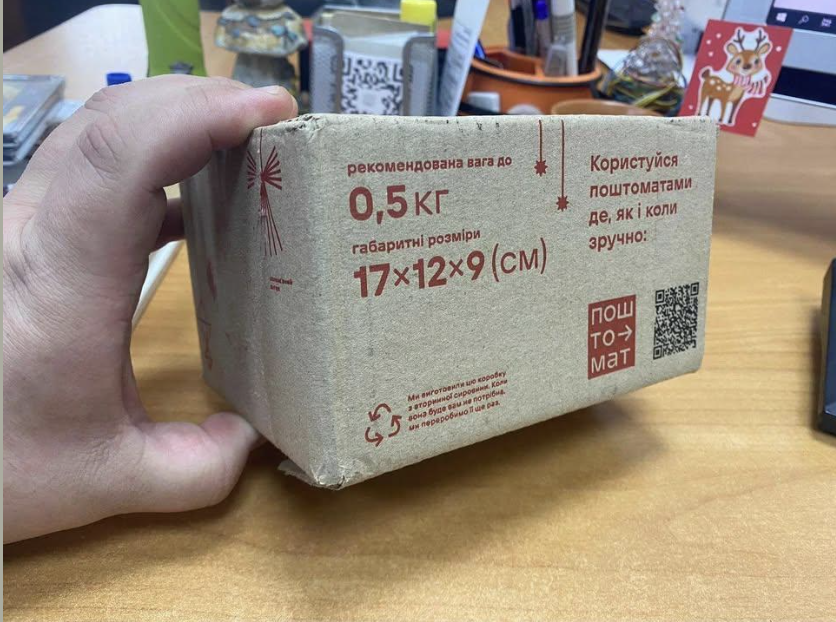 рекомендована вага до
0,5 кг
габаритні розміри
17×12×9 (см)
Користуйся
поштоматами
де, як і коли
зручно:
ПОШ
ТО→
МАТ
Ми виготовили цю коробку
з вторинної сировини. Коли
вона буде вам не потрібна,
ми переробимо її ще раз.